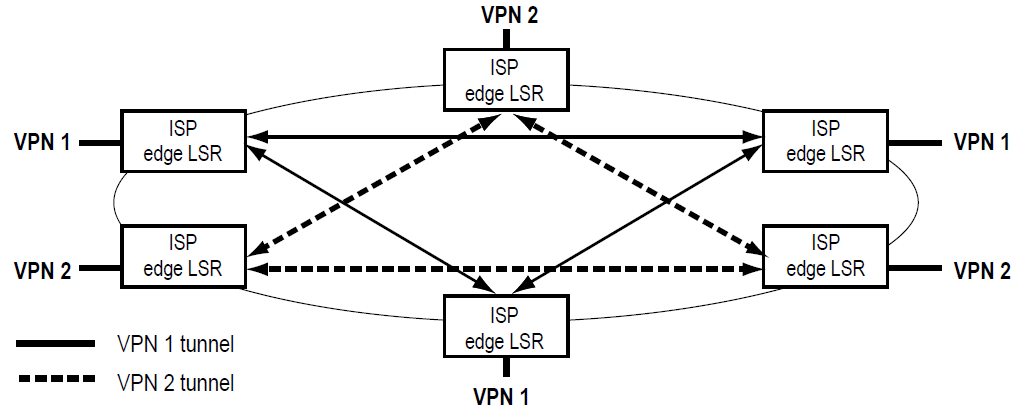 VPN 2
ISP
edge LSR
VPN 1
ISP
edge LSR
ISP
edge LSR
VPN 1
VPN 2
ISP
edge LSR
ISP
edge LSR
VPN 2
ISP
edge LSR
VPN 1
VPN 1 tunnel
VPN 2 tunnel